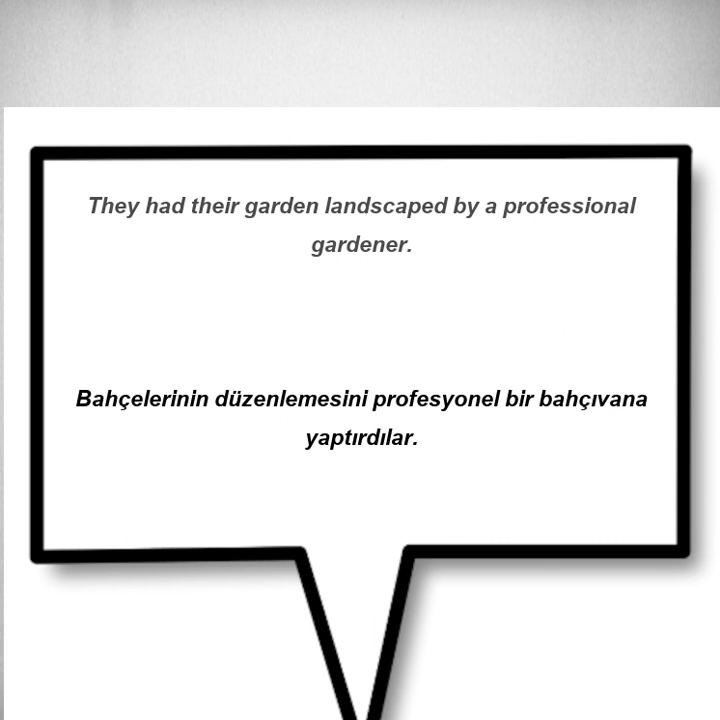 They had their garden landscaped by a professional
gardener.
Bahçelerinin düzenlemesini profesyonel bir bahçıvana
yaptırdılar.